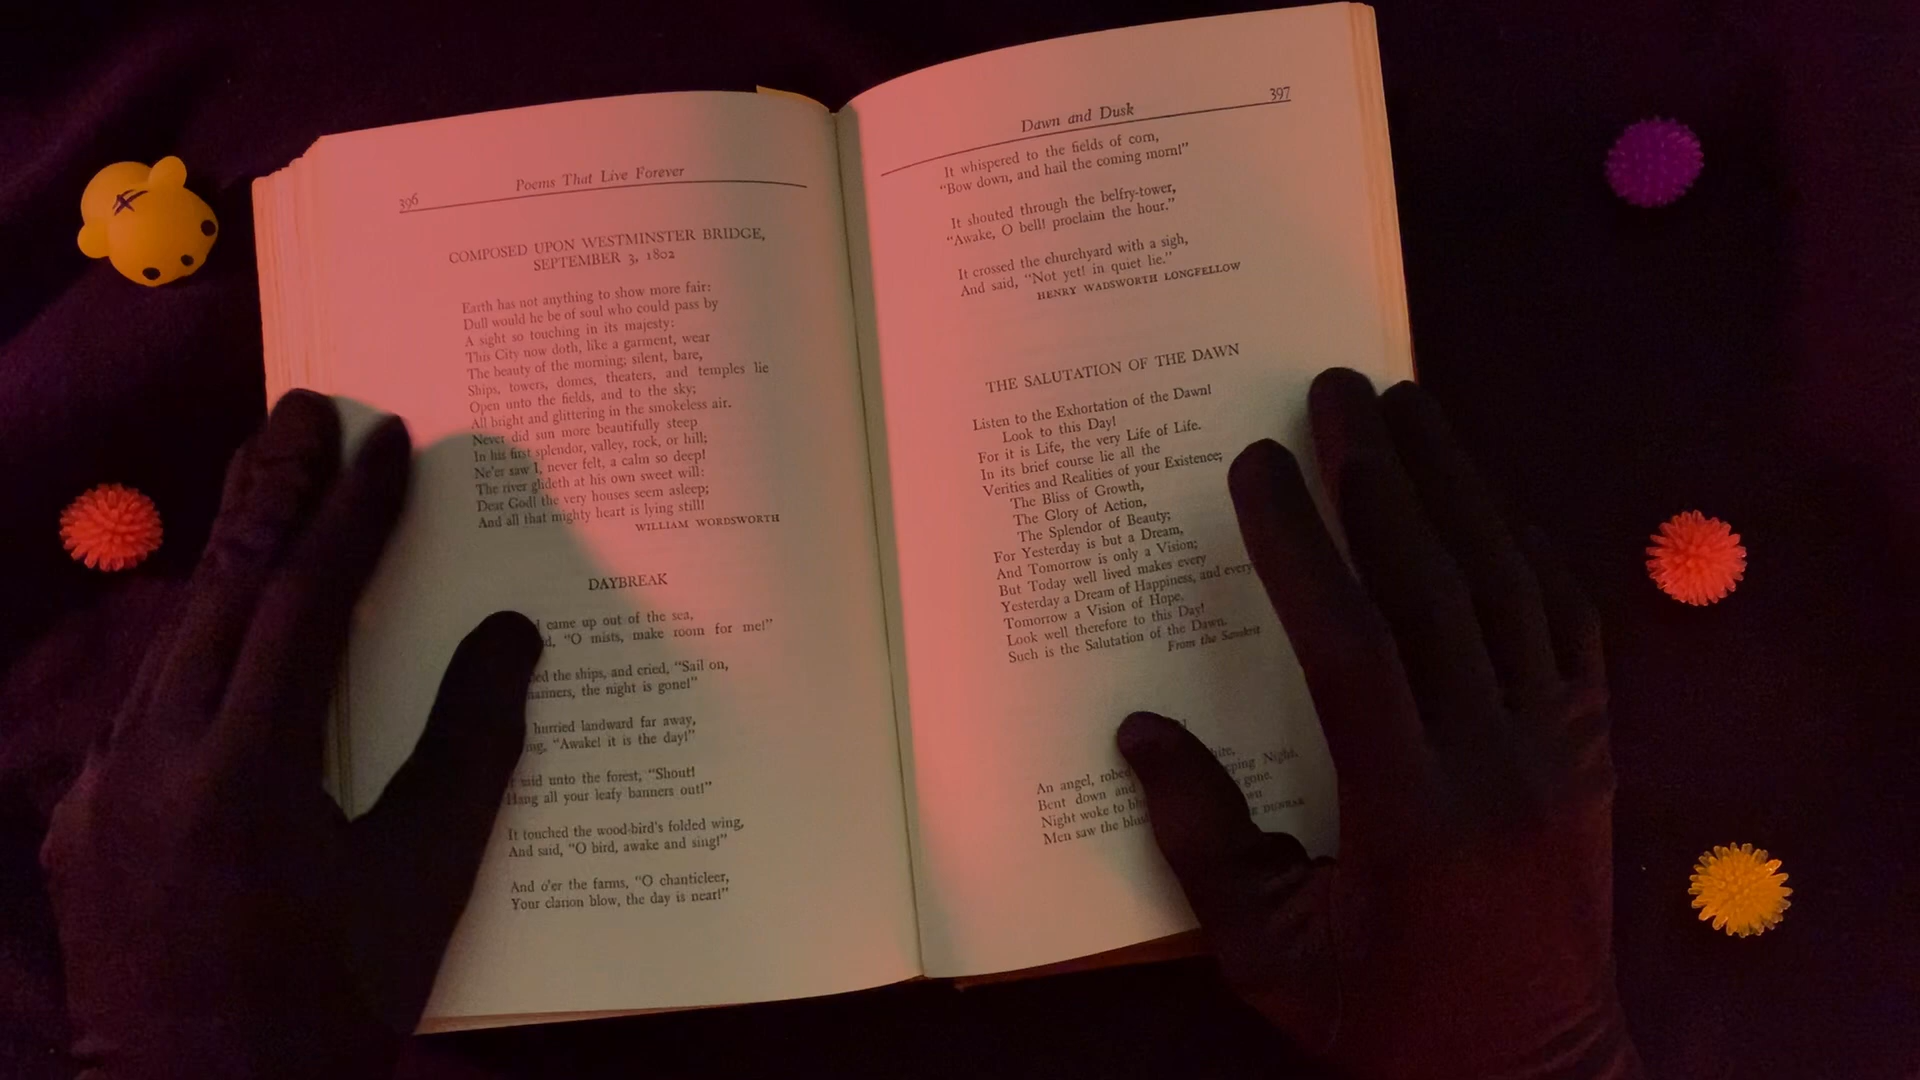 396
Poems That Live Forever
COMPOSED UPON WESTMINSTER BRIDGE,
SEPTEMBER 3, 1802
Earth has not anything to show more fair:
Dull would he be of soul who could pass by
A sight so touching in its majesty:
This City now doth, like a garment, wear
The beauty of the morning; silent, bare,
Ships, towers, domes, theaters, and temples lie
Open unto the fields, and to the sky;
All bright and glittering in the smokeless air.
Never did sun more beautifully steep
In his first splendor, valley, rock, or hill;
Ne'er saw I, never felt, a calm so deep!
The river glideth at his own sweet will:
Dear God! the very houses seem asleep;
And all that mighty heart is lying still!
WILLIAM WORDSWORTH
DAYBREAK
came up out of the sea,
"O mists, make room for me!"
the ships, and cried, "Sail on,
the night is gone!"
hurried landward far away,
"Awake! it is the day!"
said unto the forest, "Shout!
Hang all your leafy banners out!"
It touched the wood-bird's folded wing,
And said, "O bird, awake and sing!"
And o'er the farms, "O chanticleer,
Your clarion blow, the day is near!"
Dawn and Dusk
397
It whispered to the fields of corn,
"Bow down, and hail the coming morn!"
It shouted through the belfry-tower,
"Awake, O bell! proclaim the hour."
It crossed the churchyard with a sigh,
And said, "Not yet! in quiet lie."
HENRY WADSWORTH LONGFELLOW
THE SALUTATION OF THE DAWN
Listen to the Exhortation of the Dawn!
Look to this Day!
For it is Life, the very Life of Life.
In its brief course lie all the
Verities and Realities of your Existence;
The Bliss of Growth,
The Glory of Action,
The Splendor of Beauty;
For Yesterday is but a Dream,
And Tomorrow is only a Vision;
But Today well lived makes every
Yesterday a Dream of Happiness, and every
Tomorrow a Vision of Hope.
Look well therefore to this Day!
Such is the Salutation of the Dawn.
From the Sanskrit
An angel, robed
Night.
Bent down and
gone.
Night woke to
Men saw the
DUNBAR